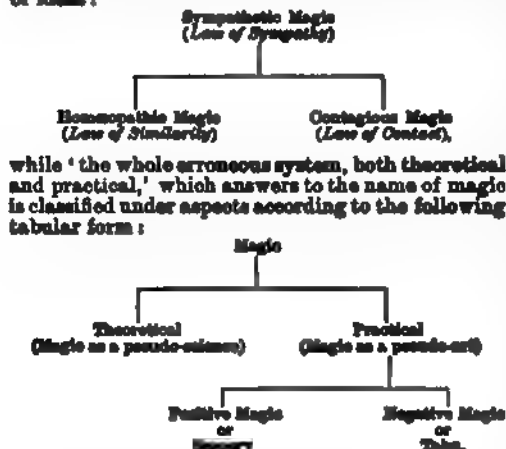 Sympathetic Magic
(Law of Sympathy)
Homœopathic Magic Contagious Magic
(Law of Similarity) (Law of Contact),
while ‘ the whole erroneous system, both theoretical
and practical,’ which answers to the name of magic
is classified under aspects according to the following
tabular form :
Magic
Theoretical Practical
(Magic as a pseudo-science) (Magic as a pseudo-art)
Positive Magic Negative Magic
or or
Tabu.